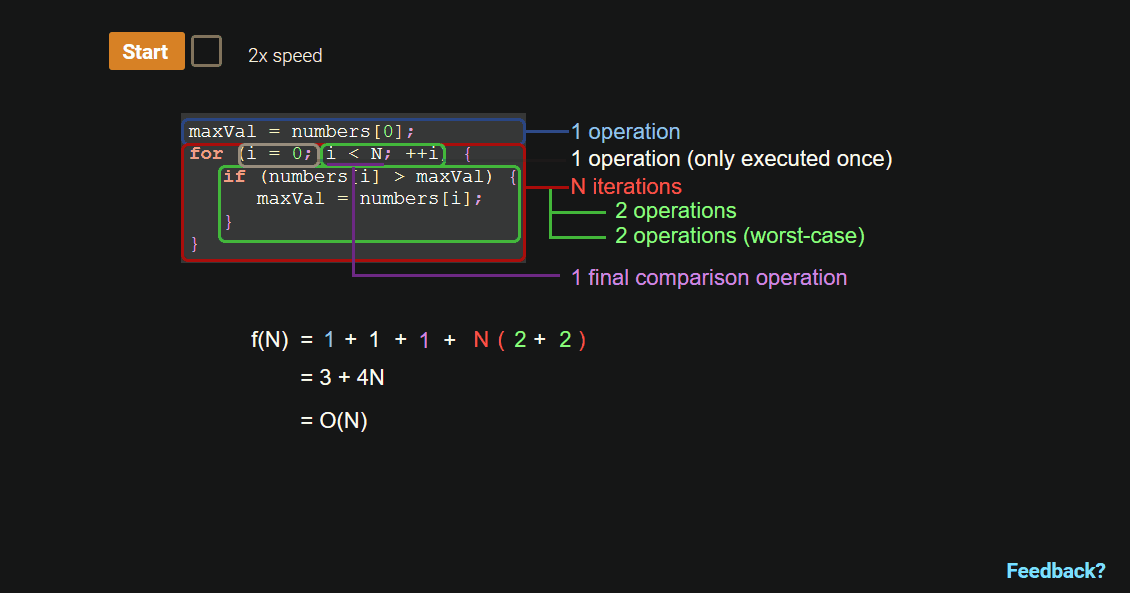 Start 2x speed
maxVal = numbers[0]; 1 operation
for (i = 0; i < N; ++i) { 1 operation (only executed once)
if (numbers[i] > maxVal) { N iterations
maxVal = numbers[i]; 2 operations
} 2 operations (worst-case)
}
1 final comparison operation
f(N) = 1 + 1 + 1 + N ( 2 + 2 )
= 3 + 4N
= O(N)
Feedback?